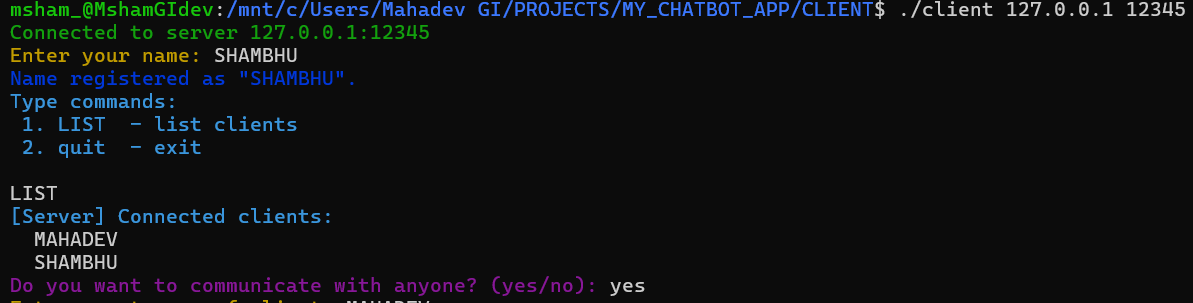 msham_@MshamGIdev:/mnt/c/Users/Mahadev GI/PROJECTS/MY_CHATBOT_APP/CLIENT$ ./client 127.0.0.1 12345
Connected to server 127.0.0.1:12345
Enter your name: SHAMBHU
Name registered as "SHAMBHU".
Type commands:
1. LIST  - list clients
2. quit  - exit
LIST
[Server] Connected clients:
MAHADEV
SHAMBHU
Do you want to communicate with anyone? (yes/no): yes